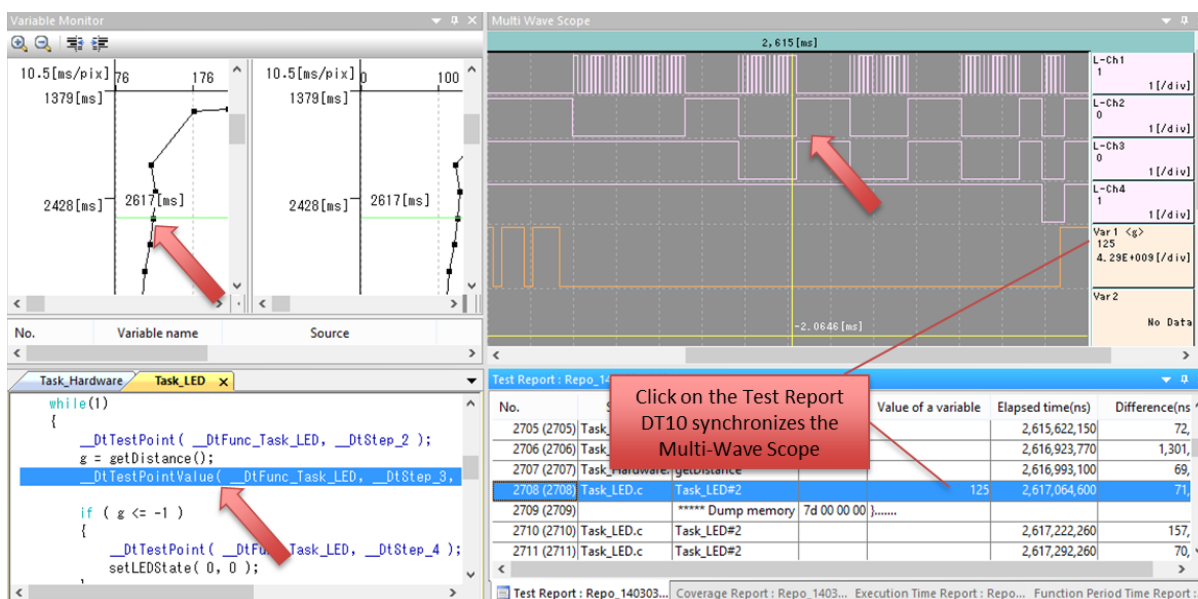 Variable Monitor
10.5[ms/pix]
76
176
1379[ms]
2428[ms]
2617[ms]
10.5[ms/pix]
0
100
1379[ms]
2428[ms]
2617[ms]
No. Variable name Source
Multi Wave Scope
2,615[ms]
L-Ch1
1
1[/div]
L-Ch2
0
1[/div]
L-Ch3
0
1[/div]
L-Ch4
1
1[/div]
Var1 <g>
125
4.29E+009[/div]
Var2
No Data
-2.0646[ms]
Task_Hardware Task_LED x
while(1)
{
__DtTestPoint( __DtFunc_Task_LED, __DtStep_2 );
g = getDistance();
__DtTestPointValue( __DtFunc_Task_LED, __DtStep_3,
if ( g <= -1 )
{
__DtTestPoint( __DtFunc_Task_LED, __DtStep_4 );
setLEDState( 0, 0 );
Test Report : Repo_14
Click on the Test Report
DT10 synchronizes the
Multi-Wave Scope
No. Value of a variable Elapsed time(ns) Difference(ns
2705 (2705) Task_ 2,615,622,150 72,
2706 (2706) Task_ 2,616,923,770 1,301,
2707 (2707) Task_Hardware. getDistance 2,616,993,100 69,
2708 (2708) Task_LED.c Task_LED#2 125 2,617,064,600 71,
2709 (2709) ***** Dump memory 7d 00 00 00 }.......
2710 (2710) Task_LED.c Task_LED#2 2,617,222,260 157,
2711 (2711) Task_LED.c Task_LED#2 2,617,292,260 70,
Test Report : Repo_140303... Coverage Report : Repo_1403... Execution Time Report : Repo... Function Period Time Report :